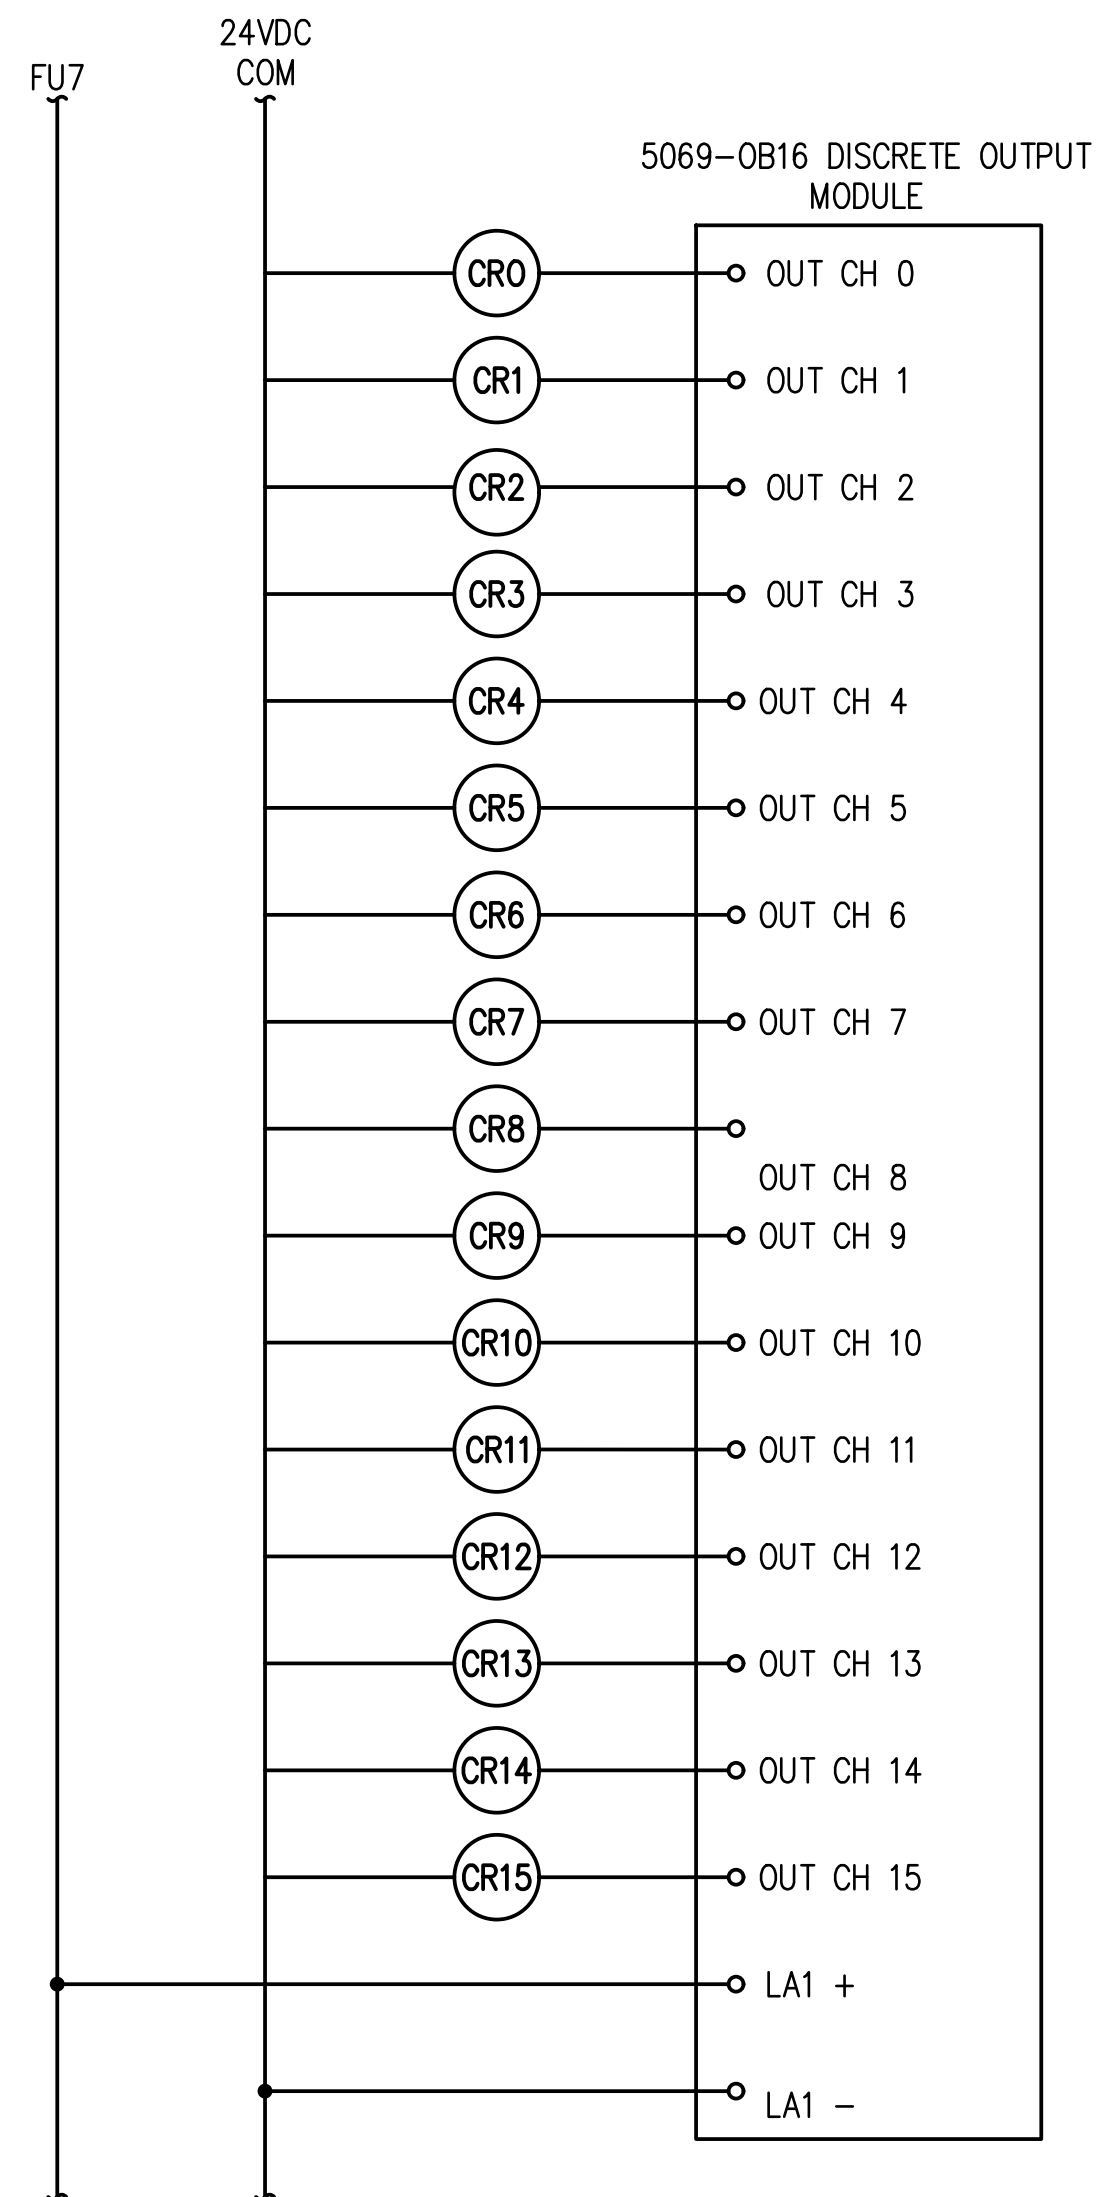 24VDC
COM
FU7
5069-OB16 DISCRETE OUTPUT
MODULE
CR0 OUT CH 0
CR1 OUT CH 1
CR2 OUT CH 2
CR3 OUT CH 3
CR4 OUT CH 4
CR5 OUT CH 5
CR6 OUT CH 6
CR7 OUT CH 7
CR8
OUT CH 8
CR9 OUT CH 9
CR10 OUT CH 10
CR11 OUT CH 11
CR12 OUT CH 12
CR13 OUT CH 13
CR14 OUT CH 14
CR15 OUT CH 15
LA1 +
LA1 -